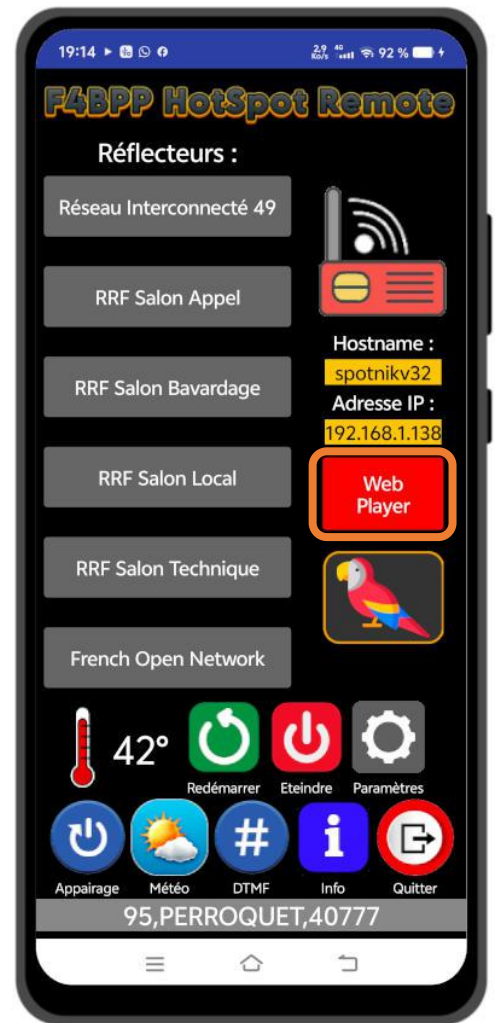 19:14
2,9 Ko/s 4G 92 %
F4BPP HotSpot Remote
Réflecteurs :
Réseau Interconnecté 49
RRF Salon Appel
RRF Salon Bavardage
RRF Salon Local
RRF Salon Technique
French Open Network
Hostname :
spotnikv32
Adresse IP :
192.168.1.138
Web
Player
42°
Redémarrer
Eteindre
Paramètres
#
i
Appairage
Météo
DTMF
Info
Quitter
95,PERROQUET,40777